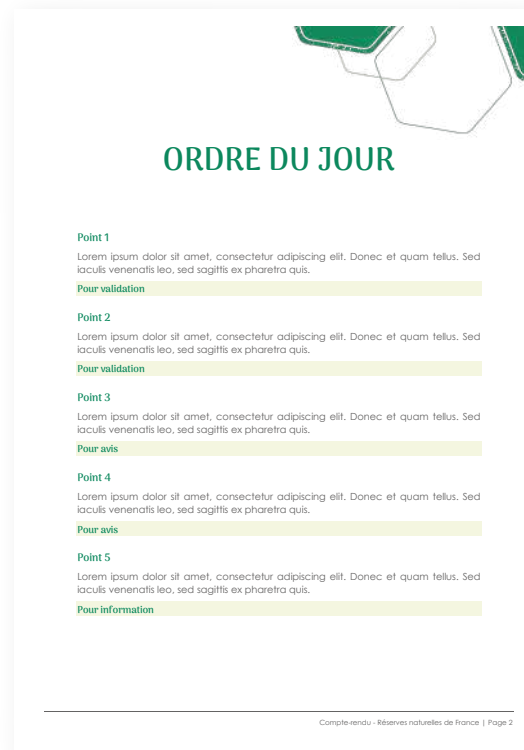 ORDRE DU JOUR
Point 1
Lorem ipsum dolor sit amet, consectetur adipiscing elit. Donec et quam tellus. Sed
iaculis venenatis leo, sed sagittis ex pharetra quis.
Pour validation
Point 2
Lorem ipsum dolor sit amet, consectetur adipiscing elit. Donec et quam tellus. Sed
iaculis venenatis leo, sed sagittis ex pharetra quis.
Pour validation
Point 3
Lorem ipsum dolor sit amet, consectetur adipiscing elit. Donec et quam tellus. Sed
iaculis venenatis leo, sed sagittis ex pharetra quis.
Pour avis
Point 4
Lorem ipsum dolor sit amet, consectetur adipiscing elit. Donec et quam tellus. Sed
iaculis venenatis leo, sed sagittis ex pharetra quis.
Pour avis
Point 5
Lorem ipsum dolor sit amet, consectetur adipiscing elit. Donec et quam tellus. Sed
iaculis venenatis leo, sed sagittis ex pharetra quis.
Pour information
Compte-rendu - Réserves naturelles de France | Page 2